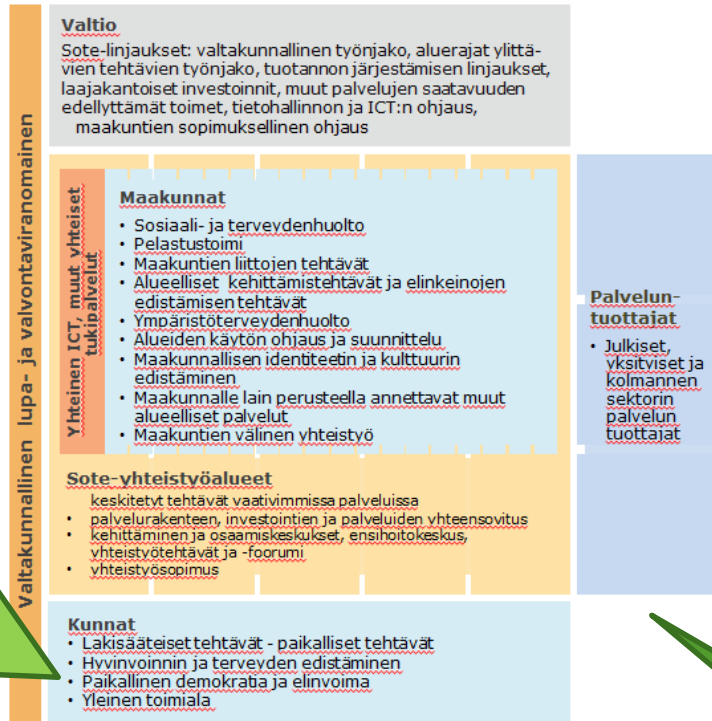 Valtakunnallinen lupa- ja valvontaviranomainen
Valtio
Sote-linjaukset: valtakunnallinen työnjako, aluerajat ylittä-
vien tehtävien työnjako, tuotannon järjestämisen linjaukset,
laajakantoiset investoinnit, muut palvelujen saatavuuden
edellyttämät toimet, tietohallinnon ja ICT:n ohjaus,
maakuntien sopimuksellinen ohjaus
Yhteinen ICT, muut yhteiset
tukipalvelut
Maakunnat
• Sosiaali- ja terveydenhuolto
• Pelastustoimi
• Maakuntien liittojen tehtävät
• Alueelliset kehittämistehtävät ja elinkeinojen
edistämisen tehtävät
• Ympäristöterveydenhuolto
• Alueiden käytön ohjaus ja suunnittelu
• Maakunnallisen identiteetin ja kulttuurin
edistäminen
• Maakunnalle lain perusteella annettavat muut
alueelliset palvelut
• Maakuntien välinen yhteistyö
Palvelun-
tuottajat
• Julkiset,
yksitviset ja
kolmannen
sektorin
palvelun
tuottajat
Sote-yhteistyöalueet
keskitetyt tehtävät vaativimmissa palveluissa
• palvelurakenteen, investointien ja palveluiden yhteensovitus
• kehittäminen ja osaamiskeskukset, ensihoitokeskus,
yhteistyötehtävät ja -foorumi
• yhteistyösopimus
Kunnat
• Lakisääteiset tehtävät - paikalliset tehtävät
• Hyvinvoinnin ja terveyden edistäminen
• Paikallinen demokratia ja elinvoima
• Yleinen toimiala